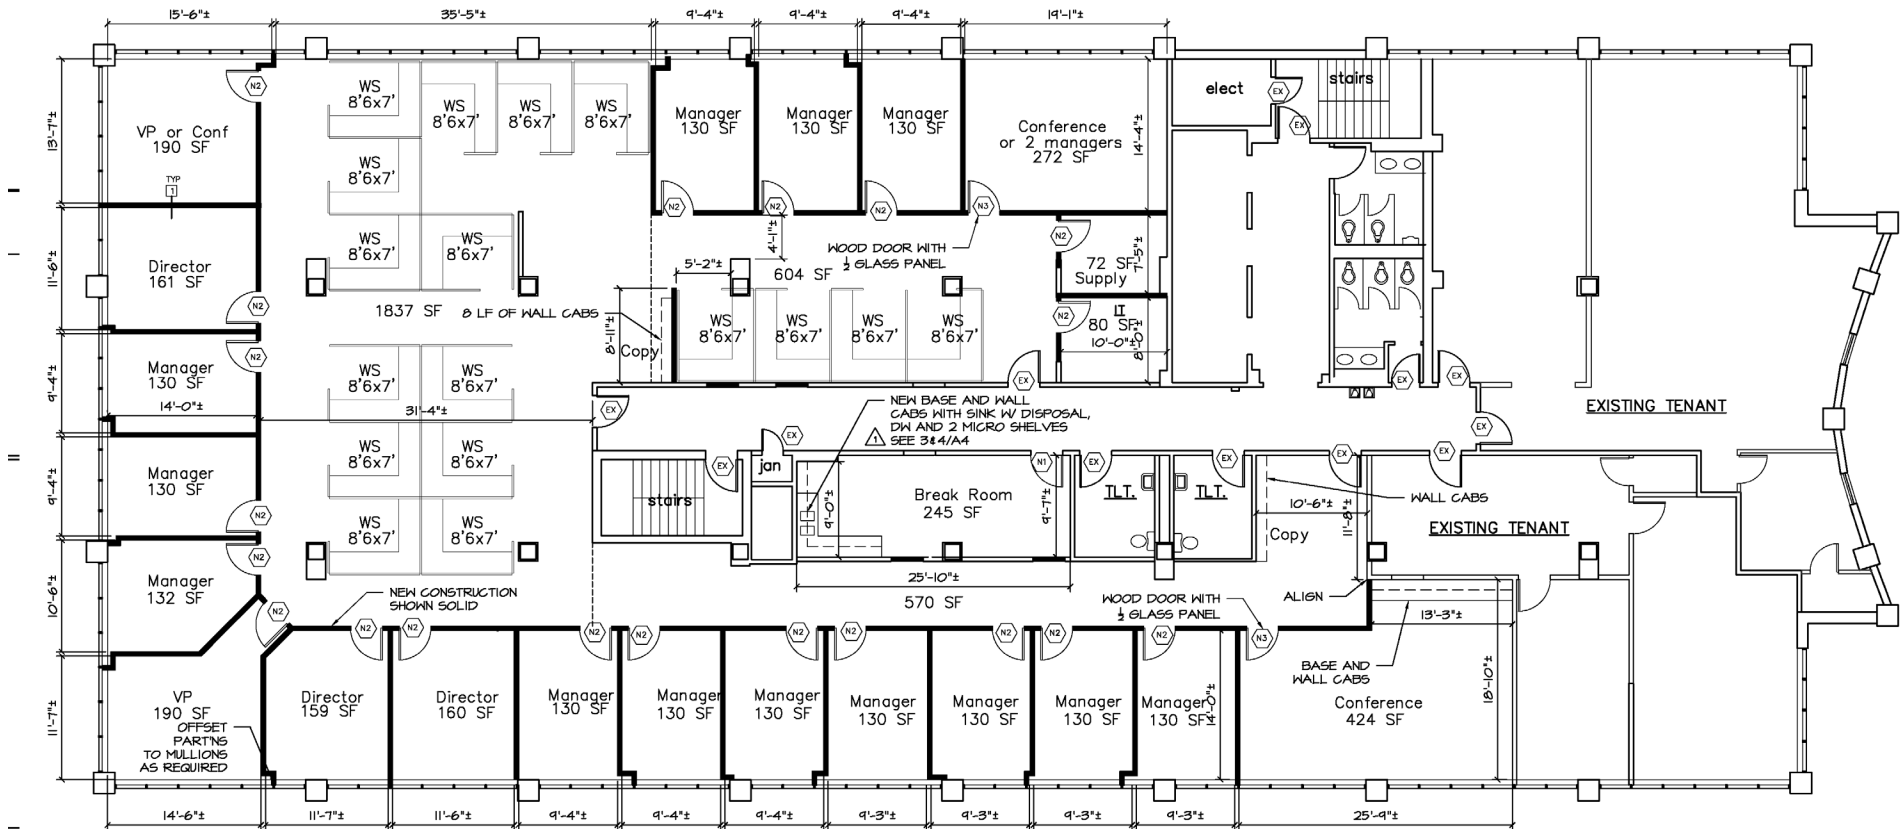 15'-6"±
35'-5"±
9'-4"±
9'-4"±
9'-4"±
19'-1"±
13'-7"±
11'-6"±
9'-4"±
9'-4"±
10'-6"±
11'-7"±
VP or Conf
190 SF
TYP
1
N2
Director
161 SF
N2
Manager
130 SF
N2
14'-0"±
Manager
130 SF
N2
Manager
132 SF
N2
VP
190 SF
N2
OFFSET
PART'NS
TO MULLIONS
AS REQUIRED
WS
8'6x7'
WS
8'6x7'
WS
8'6x7'
WS
8'6x7'
WS
8'6x7'
WS
8'6x7'
WS
8'6x7'
1837 SF
8 LF OF WALL CABS
WS
8'6x7'
WS
8'6x7'
31'-4"±
WS
8'6x7'
WS
8'6x7'
WS
8'6x7'
WS
8'6x7'
NEW CONSTRUCTION
SHOWN SOLID
Manager
130 SF
N2
Manager
130 SF
N2
Manager
130 SF
N2
Conference
or 2 managers
272 SF
14'-4"±
N3
WOOD DOOR WITH
½ GLASS PANEL
4'-1"±
5'-2"±
604 SF
N2
72 SF
Supply
7'-5"±
N2
IT
80 SF
10'-0"±
8'-0"±
8'-11"±
Copy
WS
8'6x7'
WS
8'6x7'
WS
8'6x7'
WS
8'6x7'
elect
EX
stairs
EX
EX
EX
EX
EX
EXISTING TENANT
EX
NEW BASE AND WALL
CABS WITH SINK W/ DISPOSAL,
DW AND 2 MICRO SHELVES
1
SEE 3&4/A4
EX
jan
EX
stairs
Break Room
245 SF
9'-0"±
9'-7"±
N1
EX
TLT.
EX
TLT.
EX
EX
WALL CABS
10'-6"±
11'-8"±
Copy
EXISTING TENANT
25'-10"±
570 SF
WOOD DOOR WITH
½ GLASS PANEL
ALIGN
13'-3"±
N3
BASE AND
WALL CABS
Conference
424 SF
18'-10"±
N2
Director
159 SF
N2
Director
160 SF
N2
Manager
130 SF
N2
Manager
130 SF
N2
Manager
130 SF
N2
Manager
130 SF
N2
Manager
130 SF
N2
Manager
130 SF
N2
Manager
130 SF
14'-0"±
14'-6"±
11'-7"±
11'-6"±
9'-4"±
9'-4"±
9'-4"±
9'-3"±
9'-3"±
9'-3"±
9'-3"±
25'-9"±